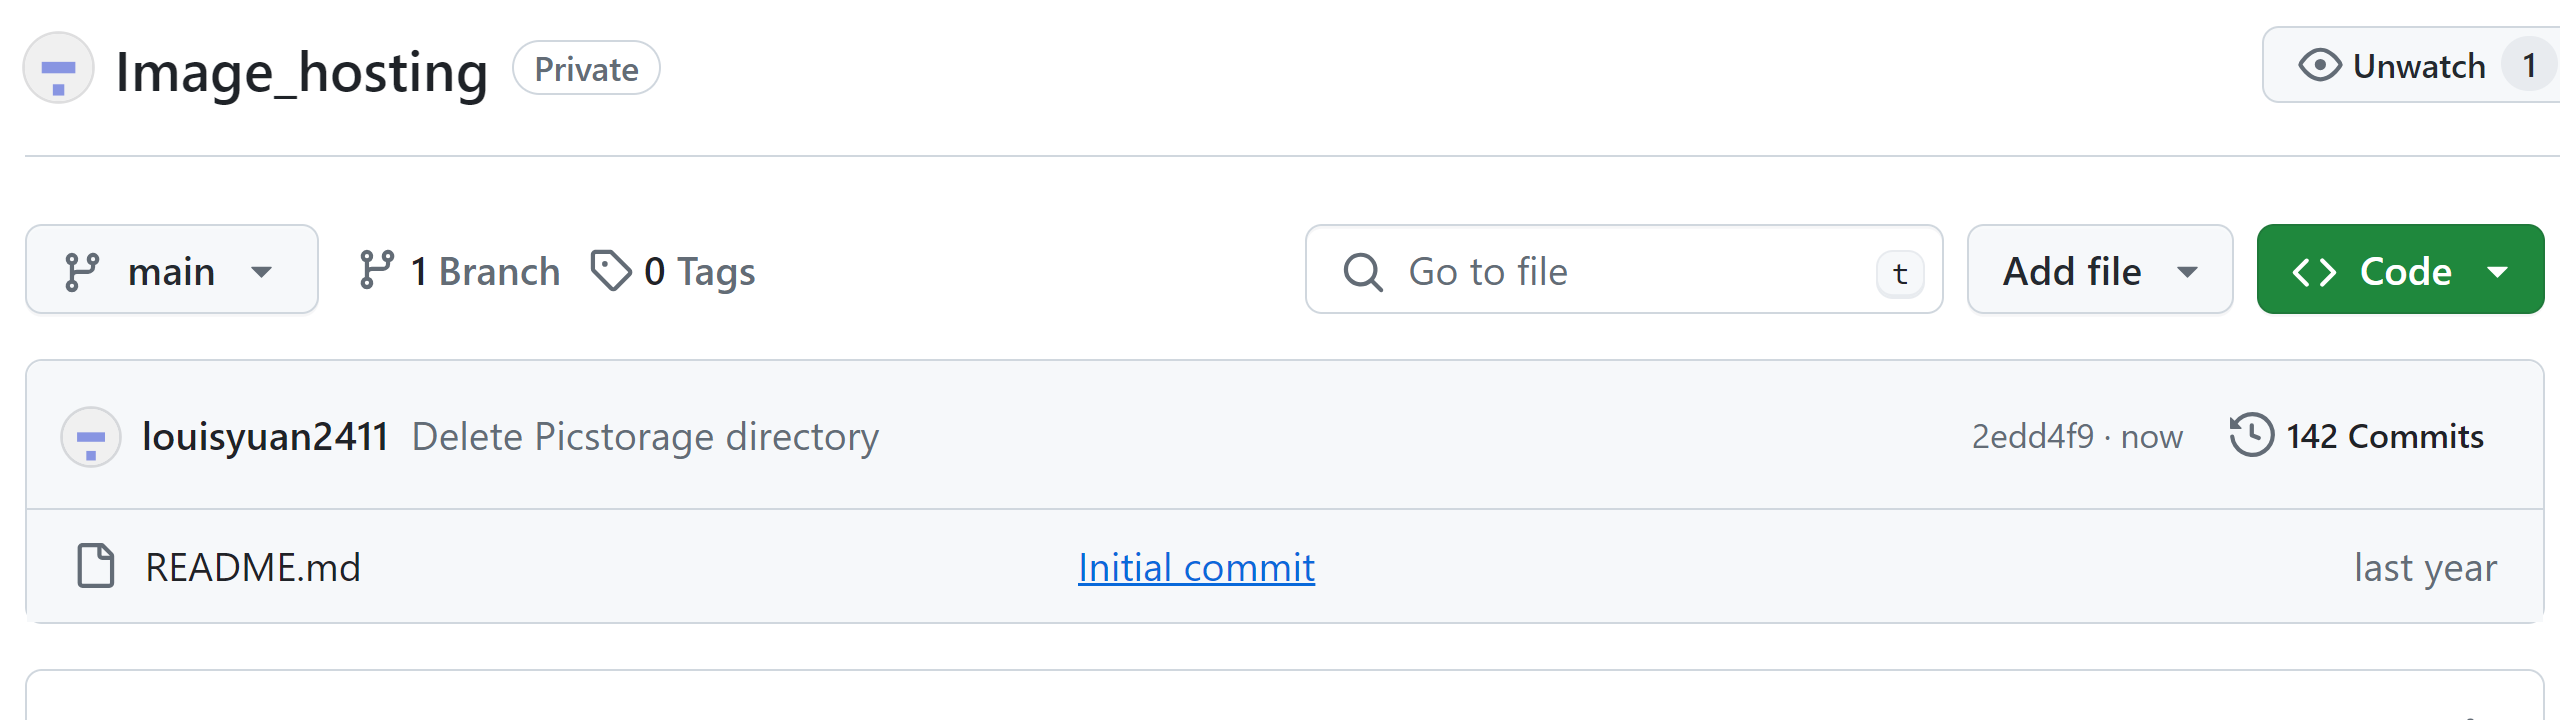 Image_hosting Private Unwatch 1
main 1 Branch 0 Tags Go to file t Add file Code
louisyuan2411 Delete Picstorage directory 2edd4f9 · now 142 Commits
README.md Initial commit last year